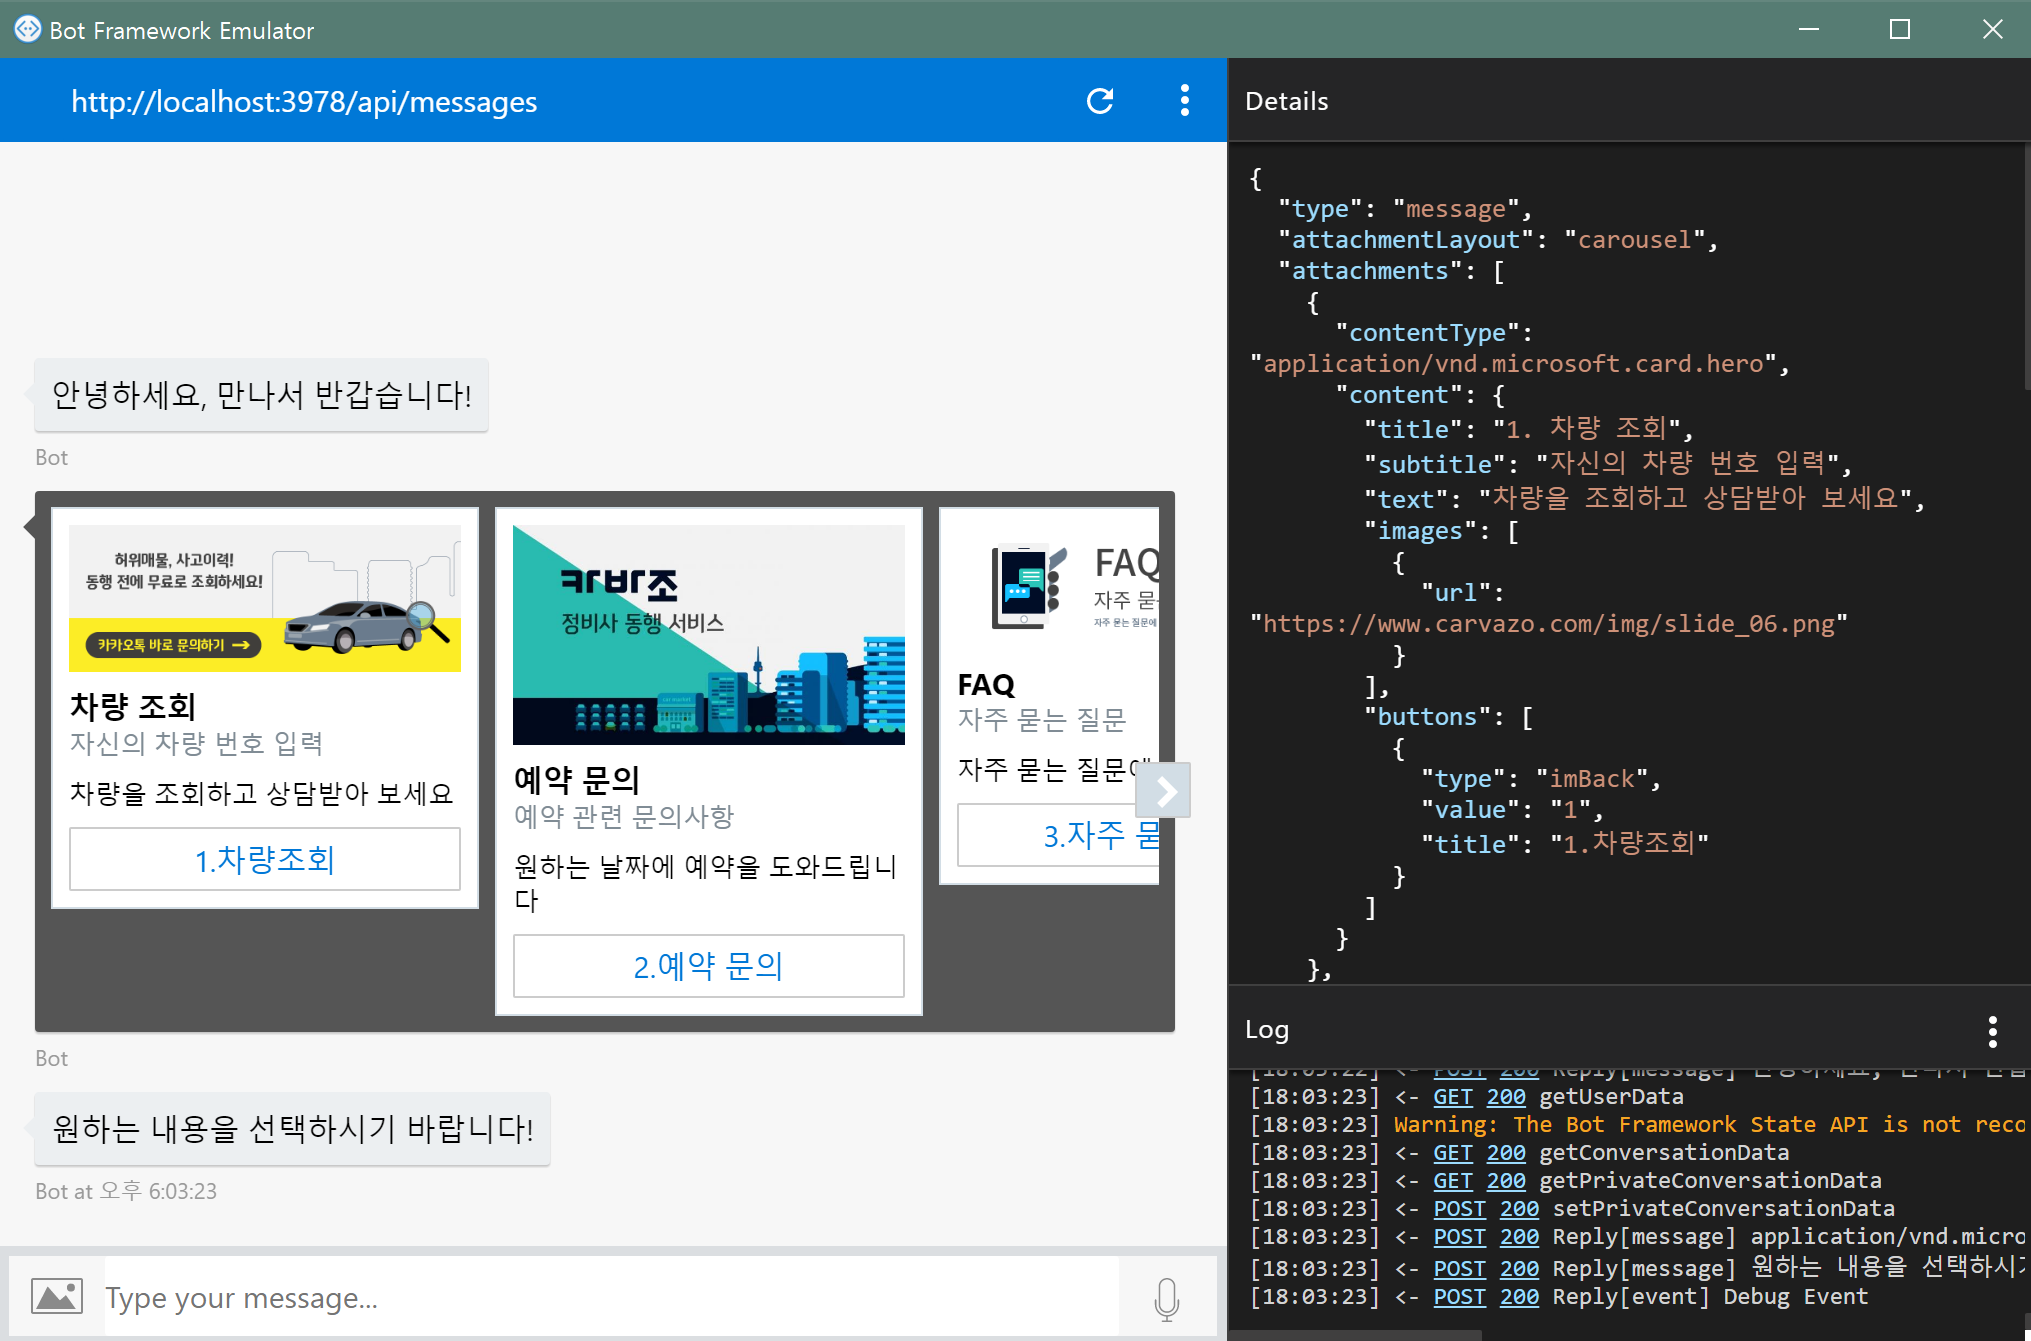 Bot Framework Emulator
http://localhost:3978/api/messages
안녕하세요, 만나서 반갑습니다!
Bot
허위매물, 사고이력!
동행 전에 무료로 조회하세요!
카카오톡 바로 문의하기 →
차량 조회
자신의 차량 번호 입력
차량을 조회하고 상담받아 보세요
1.차량조회
카바조
정비사 동행 서비스
예약 문의
예약 관련 문의사항
원하는 날짜에 예약을 도와드립니
다
2.예약 문의
FAQ
자주 묻
자주 묻는 질문에
FAQ
자주 묻는 질문
자주 묻는 질문에
3.자주 묻
Bot
원하는 내용을 선택하시기 바랍니다!
Bot at 오후 6:03:23
Type your message...
Details
{
"type": "message",
"attachmentLayout": "carousel",
"attachments": [
{
"contentType":
"application/vnd.microsoft.card.hero",
"content": {
"title": "1. 차량 조회",
"subtitle": "자신의 차량 번호 입력",
"text": "차량을 조회하고 상담받아 보세요",
"images": [
{
"url":
"https://www.carvazo.com/img/slide_06.png"
}
],
"buttons": [
{
"type": "imBack",
"value": "1",
"title": "1.차량조회"
}
]
}
},
Log
[18:03:22] <- POST 200 Reply[message]
[18:03:23] <- GET 200 getUserData
[18:03:23] Warning: The Bot Framework State API is not reco
[18:03:23] <- GET 200 getConversationData
[18:03:23] <- GET 200 getPrivateConversationData
[18:03:23] <- POST 200 setPrivateConversationData
[18:03:23] <- POST 200 Reply[message] application/vnd.micro
[18:03:23] <- POST 200 Reply[message] 원하는 내용을 선택하시
[18:03:23] <- POST 200 Reply[event] Debug Event